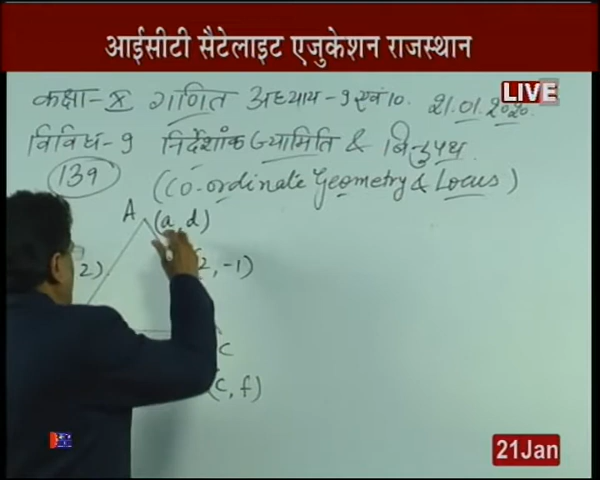 आईसीटी सैटेलाइट एजुकेशन राजस्थान
LIVE
कक्षा-X गणित अध्याय-9 एवं 10. 21.01.2020.
विविध-9 निर्देशांक ज्यामिति & बिन्दुपथ
139 (Co-ordinate Geometry & Locus)
A (a, d)
2) (2, -1)
C
(c, f)
21Jan